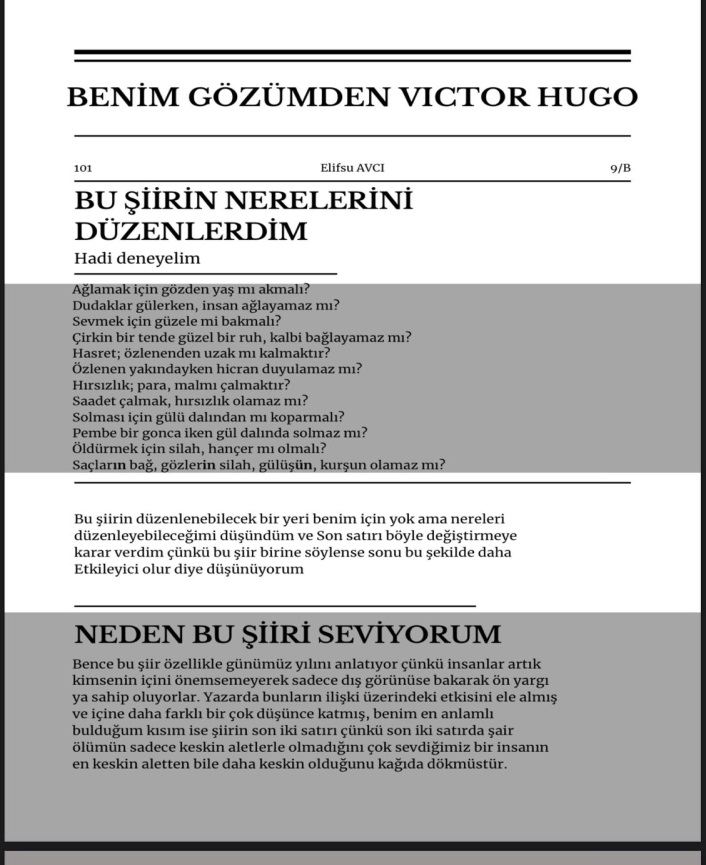 BENİM GÖZÜMDEN VICTOR HUGO
101 Elifsu AVCI 9/B
BU ŞİİRİN NERELERİNİ
DÜZENLERDİM
Hadi deneyelim
Ağlamak için gözden yaş mı akmalı?
Dudaklar gülerken, insan ağlayamaz mı?
Sevmek için güzele mi bakmalı?
Çirkin bir tende güzel bir ruh, kalbi bağlayamaz mı?
Hasret; özlenenden uzak mı kalmaktır?
Özlenen yakındayken hicran duyulamaz mı?
Hırsızlık; para, malmı çalmaktır?
Saadet çalmak, hırsızlık olamaz mı?
Solması için gülü dalından mı koparmalı?
Pembe bir gonca iken gül dalında solmaz mı?
Öldürmek için silah, hançer mı olmalı?
Saçların bağ, gözlerin silah, gülüşün, kurşun olamaz mı?
Bu şiirin düzenlenebilecek bir yeri benim için yok ama nereleri
düzenleyebileceğimi düşündüm ve Son satırı böyle değiştirmeye
karar verdim çünkü bu şiir birine söylense sonu bu şekilde daha
Etkileyici olur diye düşünüyorum
NEDEN BU ŞİİRİ SEVİYORUM
Bence bu şiir özellikle günümüz yılını anlatıyor çünkü insanlar artık
kimsenin içini önemsemeyerek sadece dış görünüse bakarak ön yargı
ya sahip oluyorlar. Yazarda bunların ilişki üzerindeki etkisini ele almış
ve içine daha farklı bir çok düşünce katmış, benim en anlamlı
bulduğum kısım ise şiirin son iki satırı çünkü son iki satırda şair
ölümün sadece keskin aletlerle olmadığını çok sevdiğimiz bir insanın
en keskin aletten bile daha keskin olduğunu kağıda dökmüstür.